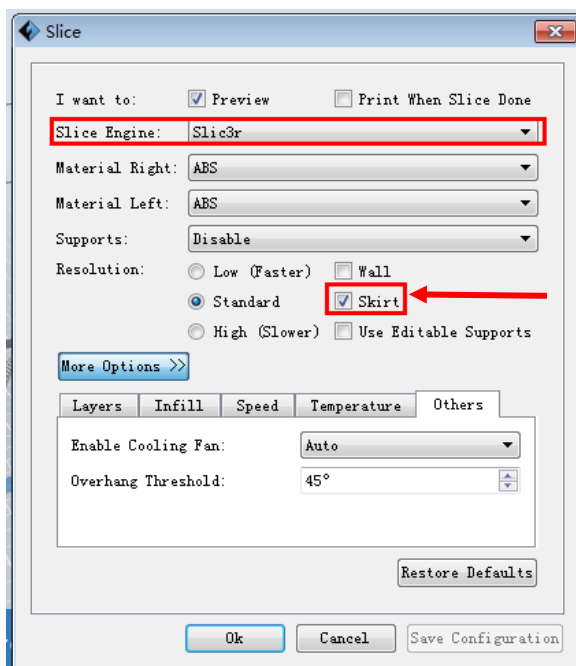 Slice
I want to: Preview Print When Slice Done
Slice Engine: Slic3r
Material Right: ABS
Material Left: ABS
Supports: Disable
Resolution: Low (Faster) Wall
Standard Skirt
High (Slower) Use Editable Supports
More Options >>
Layers Infill Speed Temperature Others
Enable Cooling Fan: Auto
Overhang Threshold: 45°
Restore Defaults
Ok Cancel Save Configuration